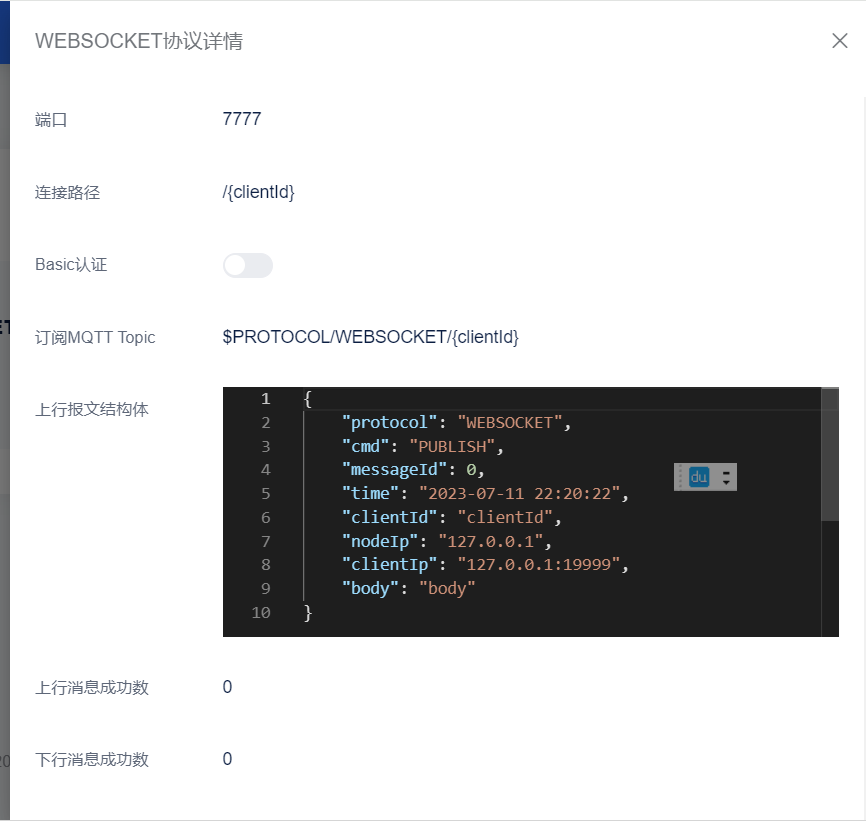 WEBSOCKET协议详情
端口 7777
连接路径 /{clientId}
Basic认证
订阅MQTT Topic $PROTOCOL/WEBSOCKET/{clientId}
上行报文结构体
1 {
2 "protocol": "WEBSOCKET",
3 "cmd": "PUBLISH",
4 "messageId": 0,
du
5 "time": "2023-07-11 22:20:22",
6 "clientId": "clientId",
7 "nodeIp": "127.0.0.1",
8 "clientIp": "127.0.0.1:19999",
9 "body": "body"
10 }
上行消息成功数 0
下行消息成功数 0